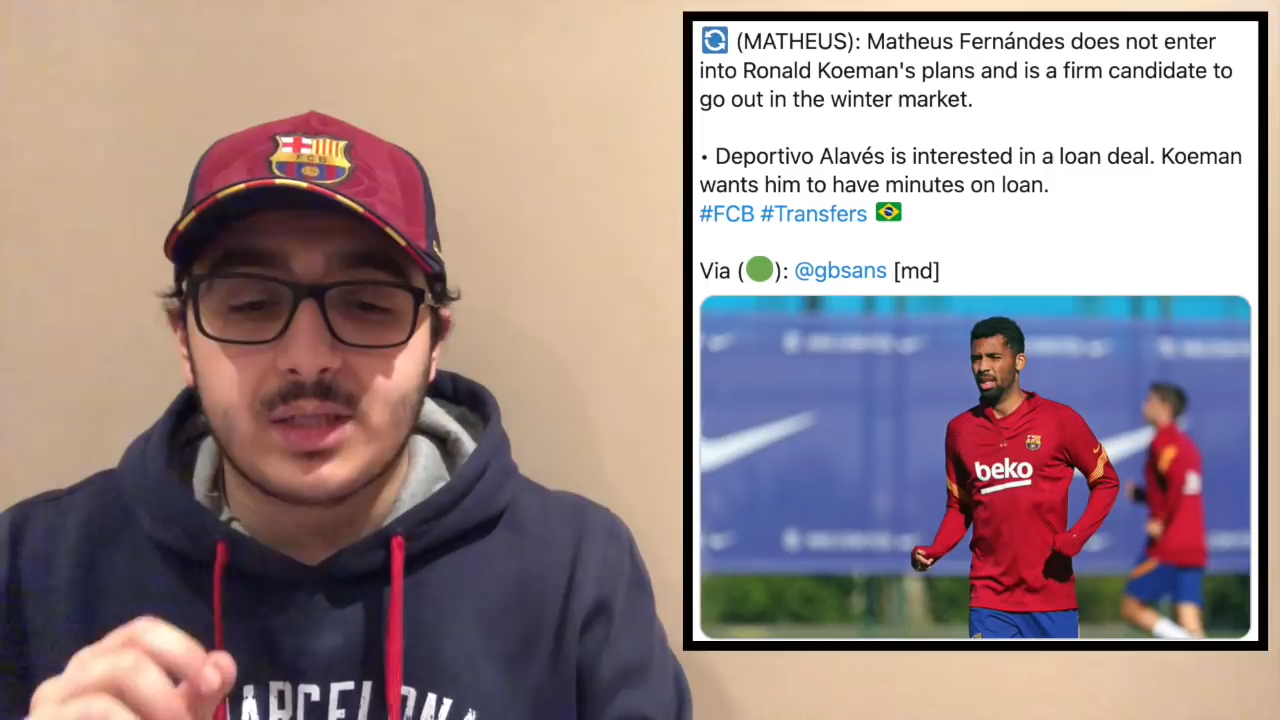 🔄 (MATHEUS): Matheus Fernándes does not enter
into Ronald Koeman's plans and is a firm candidate to
go out in the winter market.
• Deportivo Alavés is interested in a loan deal. Koeman
wants him to have minutes on loan.
#FCB #Transfers 🇧🇷
Via (🟢): @gbsans [md]
FCB
beko
BARCELONA